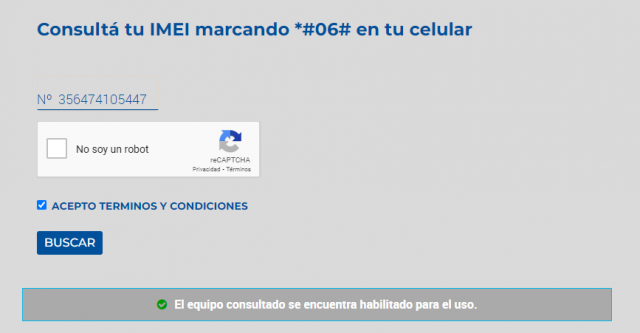 Consultá tu IMEI marcando *#06# en tu celular
Nº 356474105447
No soy un robot
reCAPTCHA
Privacidad - Términos
ACEPTO TERMINOS Y CONDICIONES
BUSCAR
El equipo consultado se encuentra habilitado para el uso.